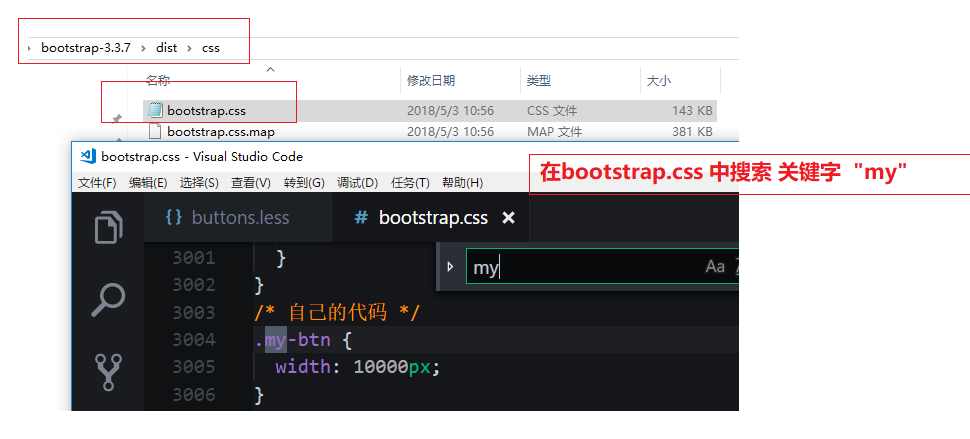 bootstrap-3.3.7 > dist > css
名称 修改日期 类型 大小
bootstrap.css 2018/5/3 10:56 CSS 文件 143 KB
bootstrap.css.map 2018/5/3 10:56 MAP 文件 381 KB
bootstrap.css - Visual Studio Code
在bootstrap.css 中搜索 关键字 "my"
文件(F) 编辑(E) 选择(S) 查看(V) 转到(G) 调试(D) 任务(T) 帮助(H)
{} buttons.less # bootstrap.css ×
my Aa
3001 }
3002 }
3003 /* 自己的代码 */
3004 .my-btn {
3005 width: 10000px;
3006 }